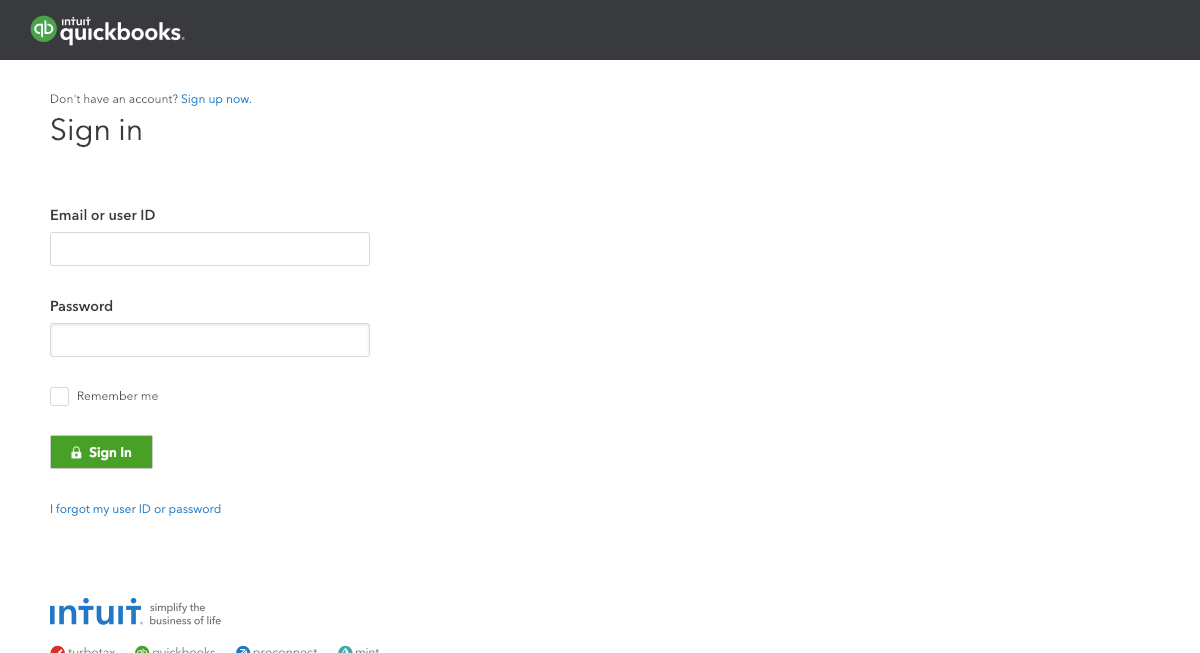 intuit
quickbooks.
Don't have an account? Sign up now.
Sign in
Email or user ID
Password
Remember me
Sign In
I forgot my user ID or password
intuit. simplify the
business of life
turbotax quickbooks proconnect mint